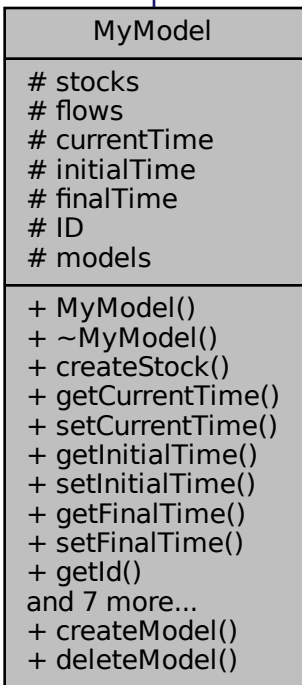 MyModel
# stocks
# flows
# currentTime
# initialTime
# finalTime
# ID
# models
+ MyModel()
+ ~MyModel()
+ createStock()
+ getCurrentTime()
+ setCurrentTime()
+ getInitialTime()
+ setInitialTime()
+ getFinalTime()
+ setFinalTime()
+ getId()
and 7 more...
+ createModel()
+ deleteModel()